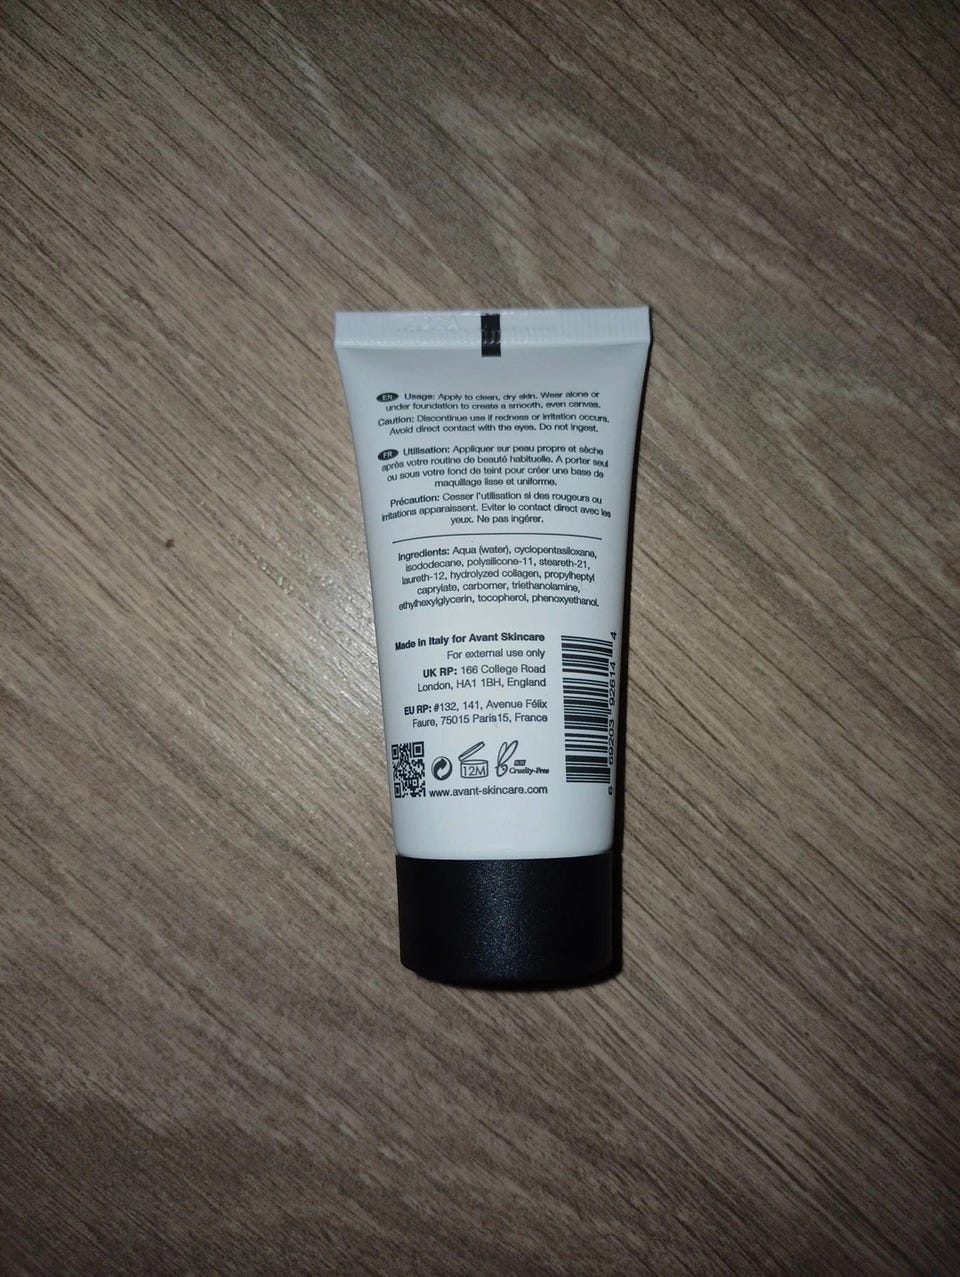 EN Usage: Apply to clean, dry skin. Wear alone or
under foundation to create a smooth, even canvas.
Caution: Discontinue use if redness or irritation occurs.
Avoid direct contact with the eyes. Do not ingest.
FR Utilisation: Appliquer sur peau propre et sèche
après votre routine de beauté habituelle. A porter seul
ou sous votre fond de teint pour créer une base de
maquillage lisse et uniforme.
Précaution: Cesser l'utilisation si des rougeurs ou
irritations apparaissent. Eviter le contact direct avec les
yeux. Ne pas ingérer.
Ingredients: Aqua (water), cyclopentasiloxane,
isododecane, polysilicone-11, steareth-21,
laureth-12, hydrolyzed collagen, propylheptyl
caprylate, carbomer, triethanolamine,
ethylhexylglycerin, tocopherol, phenoxyethanol.
Made in Italy for Avant Skincare
For external use only
UK RP: 166 College Road
London, HA1 1BH, England
EU RP: #132, 141, Avenue Félix
Faure, 75015 Paris15, France
12M
Cruelty-Free
www.avant-skincare.com
6 69203 92614 4